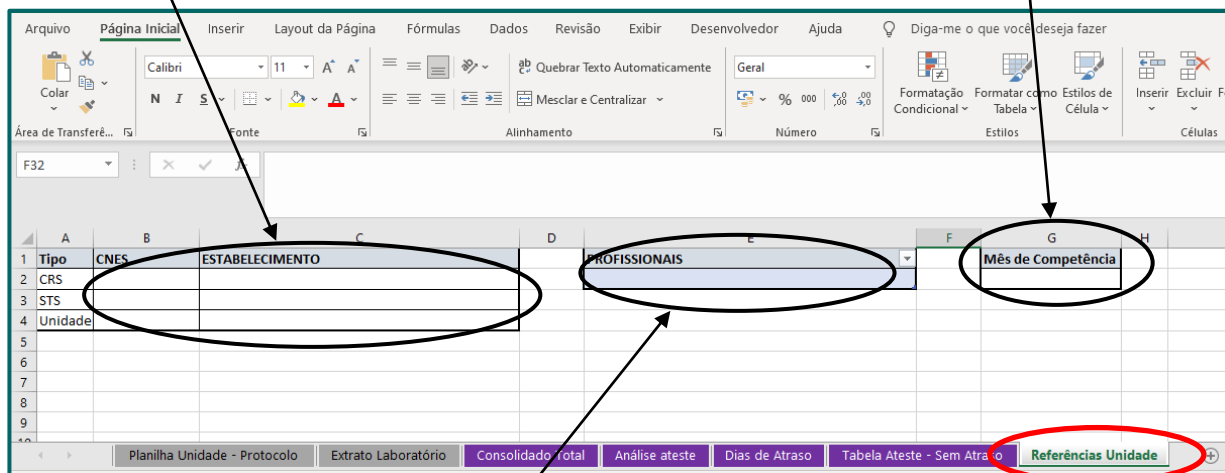 Arquivo Página Inicial Inserir Layout da Página Fórmulas Dados Revisão Exibir Desenvolvedor Ajuda Diga-me o que você deseja fazer
Calibri 11 A A Quebrar Texto Automaticamente Geral
Colar N I S A Mesclar e Centralizar % 000 Formatação Condicional Formatar como Tabela Estilos de Célula Inserir Excluir
Área de Transferê... Fonte Alinhamento Número Estilos Células
F32
A B C D E F G H
1 Tipo CNES ESTABELECIMENTO PROFISSIONAIS Mês de Competência
2 CRS
3 STS
4 Unidade
5
6
7
8
9
Planilha Unidade - Protocolo Extrato Laboratório Consolidado Total Análise ateste Dias de Atraso Tabela Ateste - Sem Atraso Referências Unidade